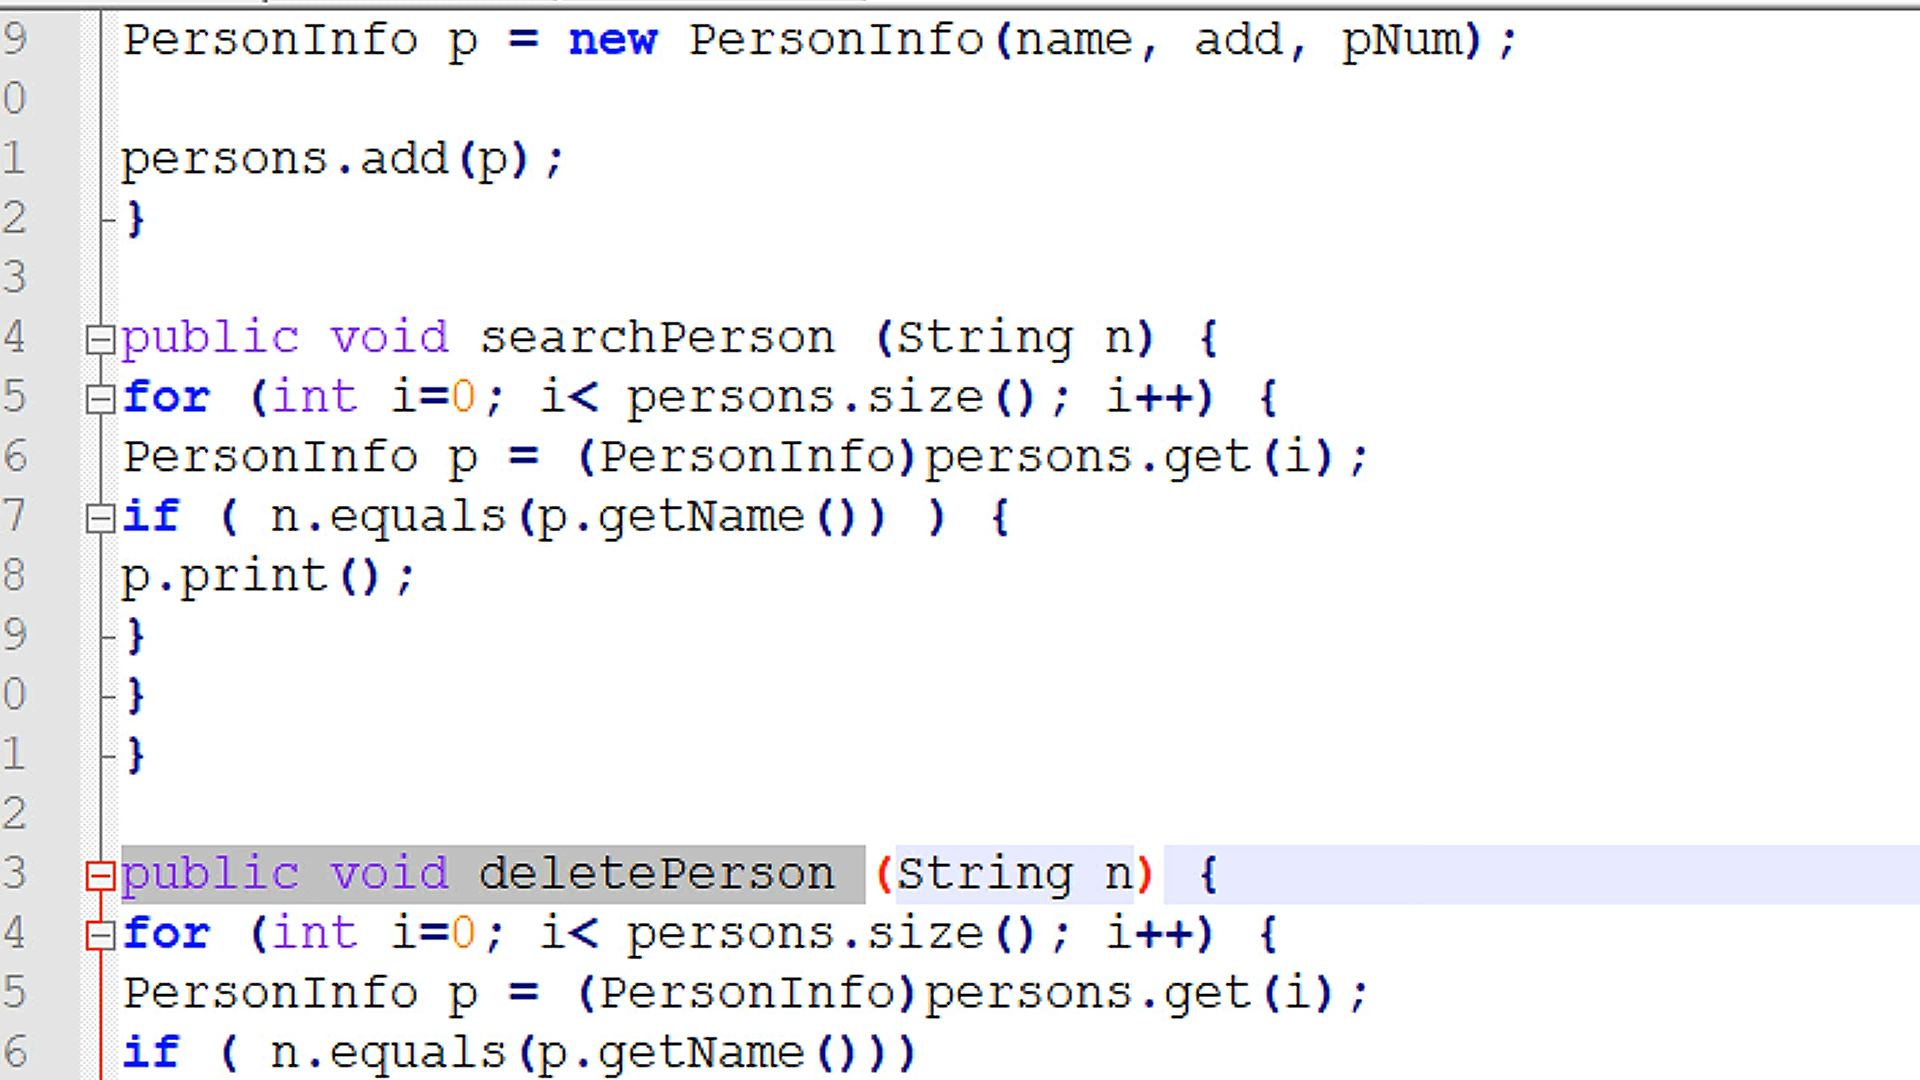 9 PersonInfo p = new PersonInfo(name, add, pNum);
0
1 persons.add(p);
2 }
3
4 public void searchPerson (String n) {
5 for (int i=0; i< persons.size(); i++) {
6 PersonInfo p = (PersonInfo)persons.get(i);
7 if ( n.equals(p.getName()) ) {
8 p.print();
9 }
0 }
1 }
2
3 public void deletePerson (String n) {
4 for (int i=0; i< persons.size(); i++) {
5 PersonInfo p = (PersonInfo)persons.get(i);
6 if ( n.equals(p.getName()))